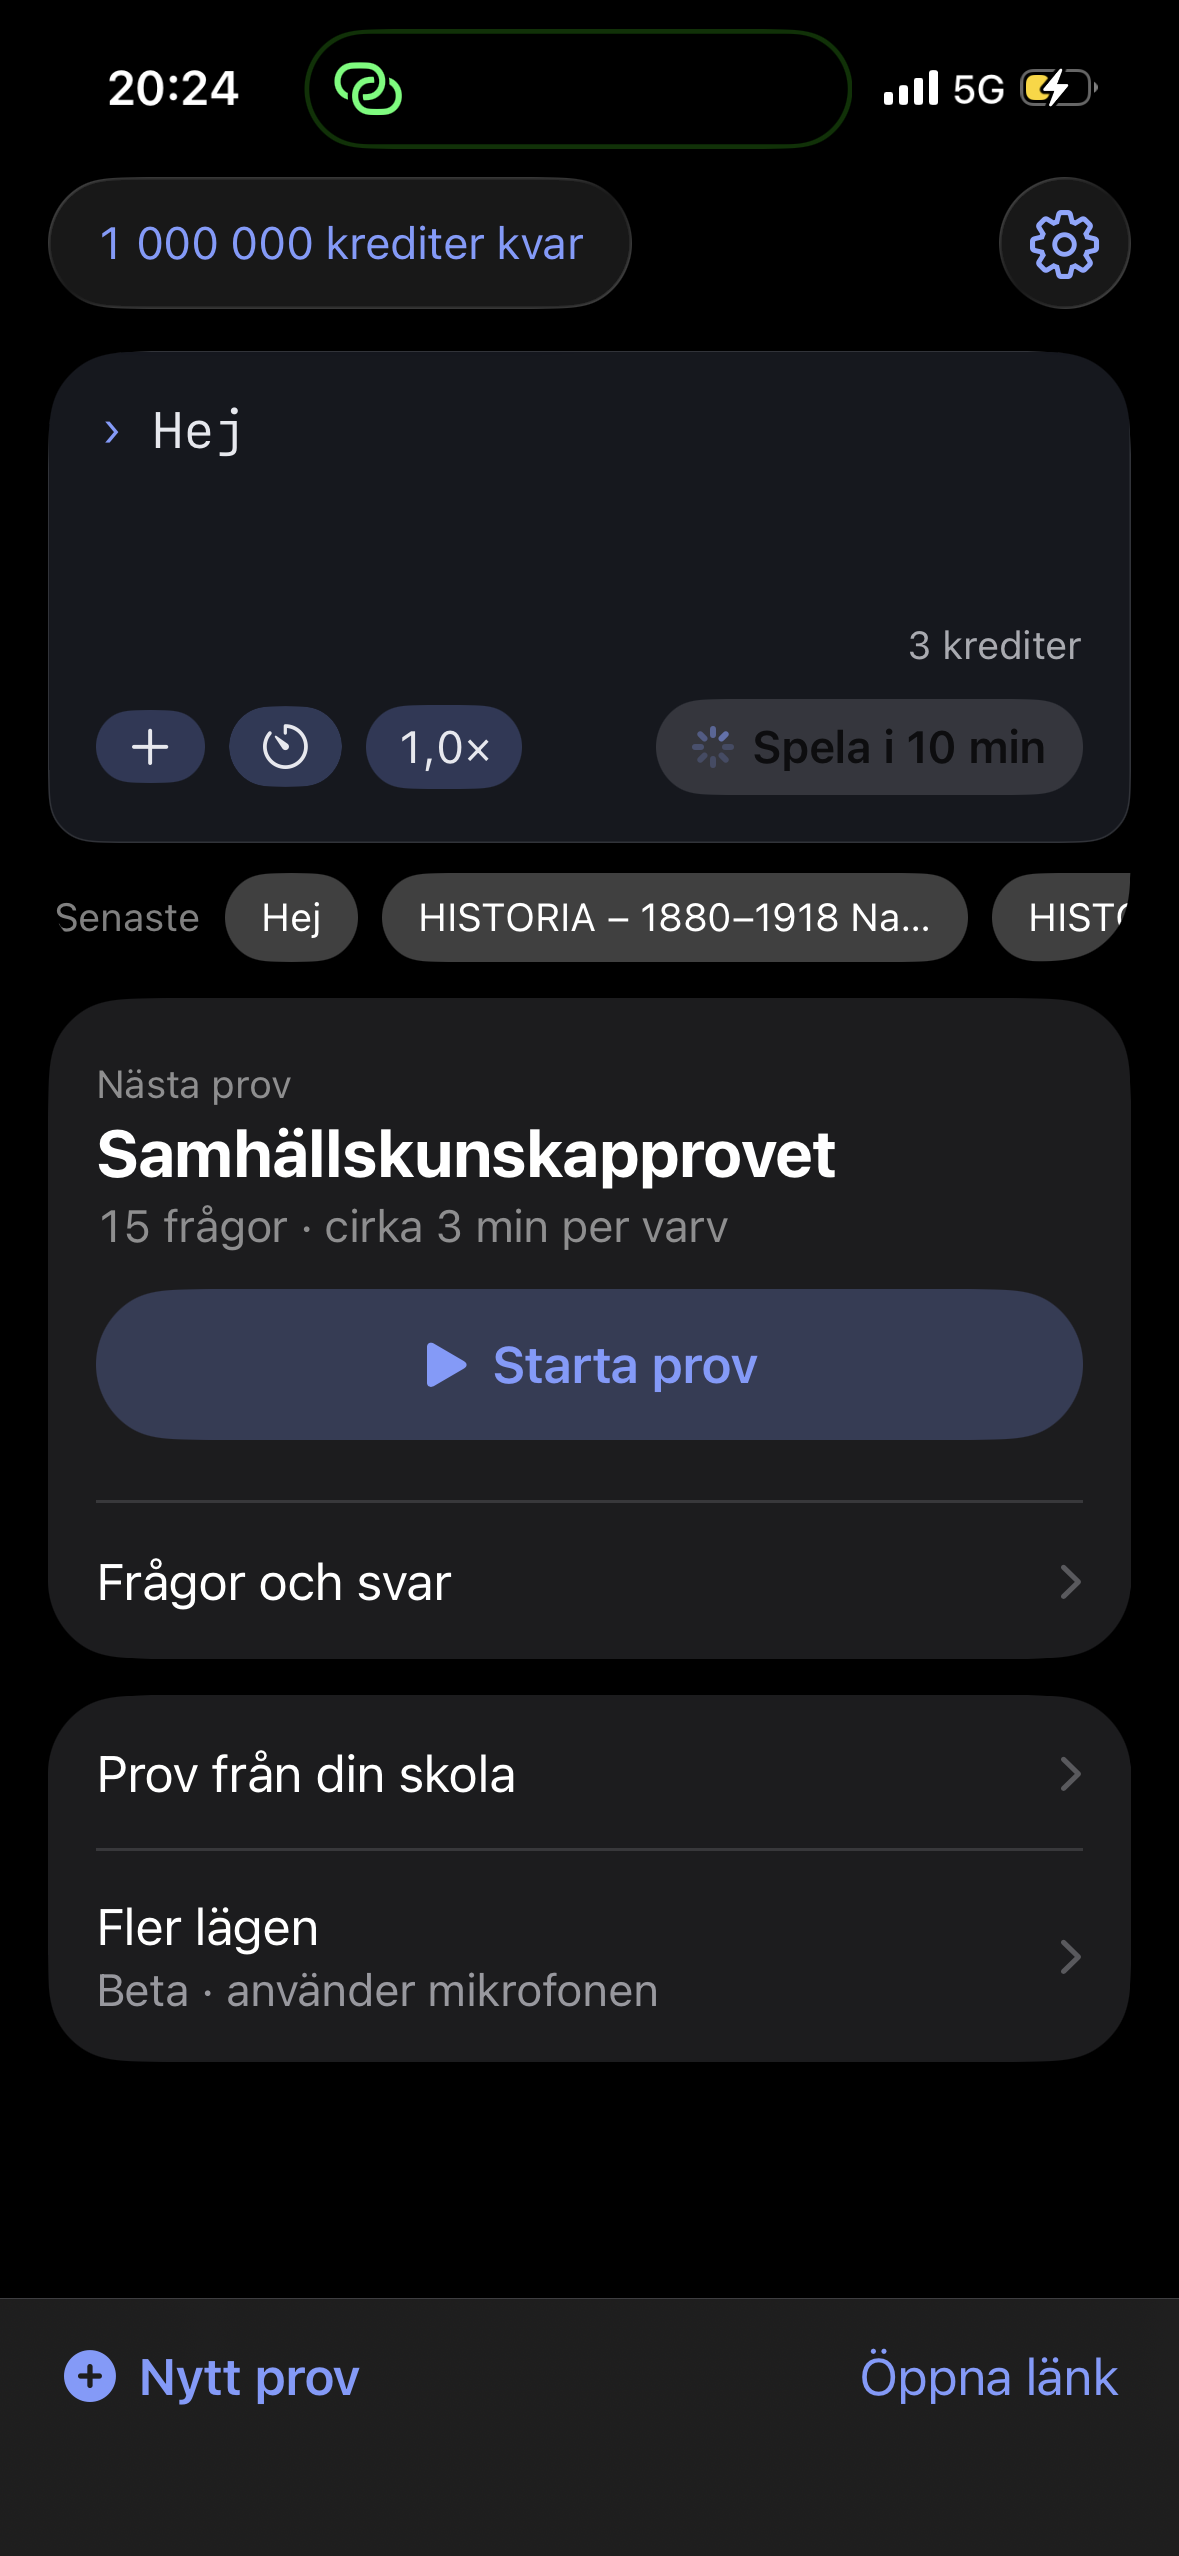 20:24
5G
1 000 000 krediter kvar
› Hej
3 krediter
1,0×
Spela i 10 min
Senaste
Hej
HISTORIA – 1880–1918 Na...
Nästa prov
Samhällskunskapprovet
15 frågor · cirka 3 min per varv
Starta prov
Frågor och svar
Prov från din skola
Fler lägen
Beta · använder mikrofonen
Nytt prov
Öppna länk